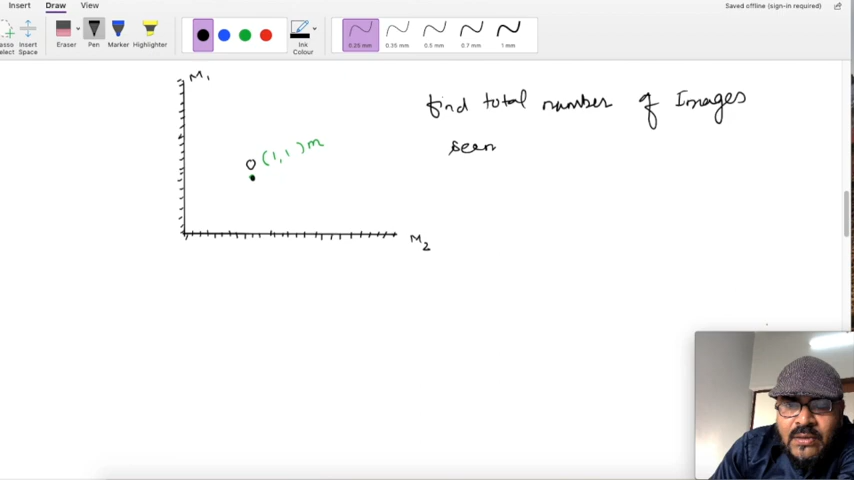 Insert Draw View
Saved offline (sign-in required)
Eraser
Pen
Marker
Highlighter
Insert
Space
Ink
Colour
0.25 mm
0.35 mm
0.5 mm
0.7 mm
1 mm
M1
find total number of Images
seen
O (1,1) m
M2